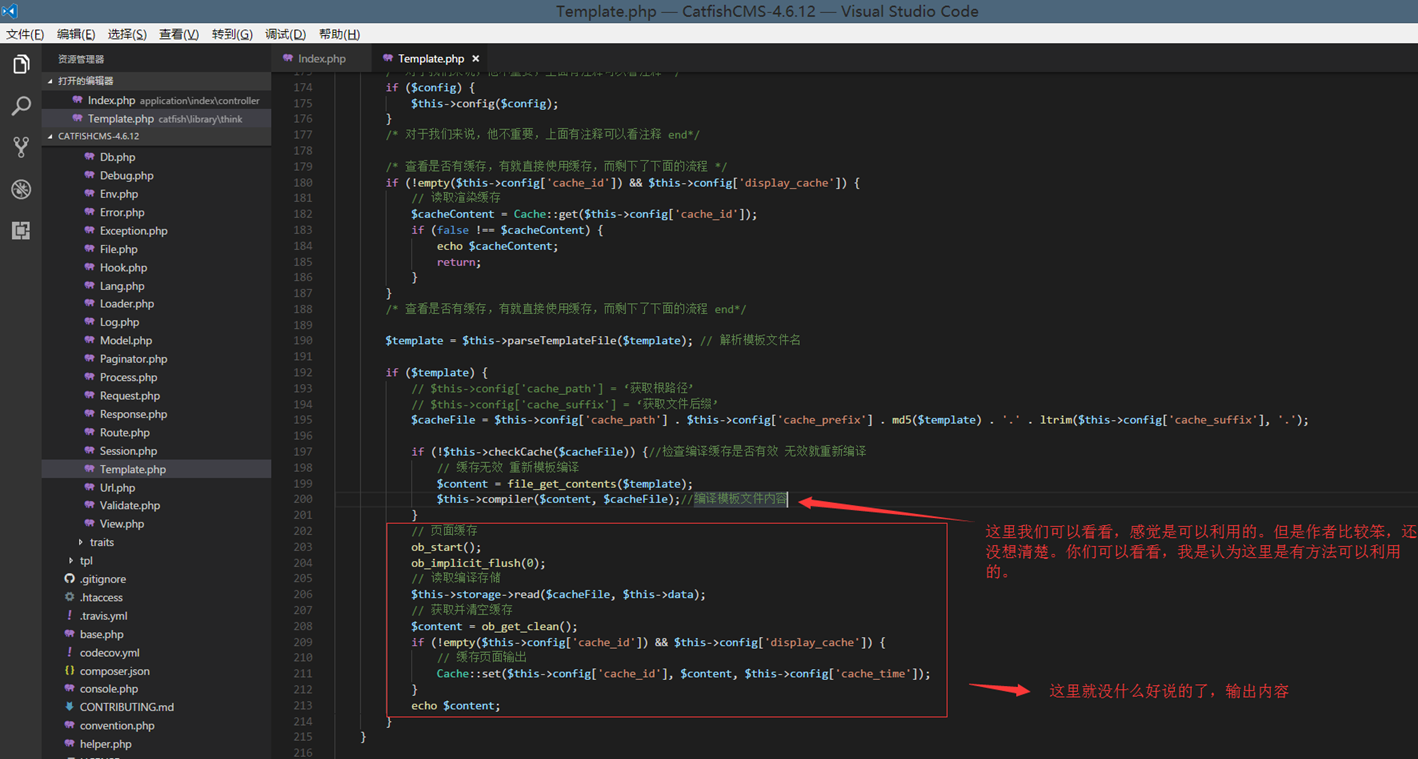 Template.php — CatfishCMS-4.6.12 — Visual Studio Code
文件(F) 编辑(E) 选择(S) 查看(V) 转到(G) 调试(D) 帮助(H)
资源管理器
打开的编辑器
Index.php application\index\controller
Template.php catfish\library\think
CATFISHCMS-4.6.12
Db.php
Debug.php
Env.php
Error.php
Exception.php
File.php
Hook.php
Lang.php
Loader.php
Log.php
Model.php
Paginator.php
Process.php
Request.php
Response.php
Route.php
Session.php
Template.php
Url.php
Validate.php
View.php
traits
tpl
.gitignore
.htaccess
.travis.yml
base.php
codecov.yml
composer.json
console.php
CONTRIBUTING.md
convention.php
helper.php
Index.php Template.php ×
173 /* 对于我们来说，他不重要，上面有注释可以看注释 */
174 if ($config) {
175 $this->config($config);
176 }
177 /* 对于我们来说，他不重要，上面有注释可以看注释 end*/
178
179 /* 查看是否有缓存，有就直接使用缓存，而剩下了下面的流程 */
180 if (!empty($this->config['cache_id']) && $this->config['display_cache']) {
181 // 读取渲染缓存
182 $cacheContent = Cache::get($this->config['cache_id']);
183 if (false !== $cacheContent) {
184 echo $cacheContent;
185 return;
186 }
187 }
188 /* 查看是否有缓存，有就直接使用缓存，而剩下了下面的流程 end*/
189
190 $template = $this->parseTemplateFile($template); // 解析模板文件名
191
192 if ($template) {
193 // $this->config['cache_path'] = ‘获取根路径’
194 // $this->config['cache_suffix'] = ‘获取文件后缀’
195 $cacheFile = $this->config['cache_path'] . $this->config['cache_prefix'] . md5($template) . '.' . ltrim($this->config['cache_suffix'], '.');
196
197 if (!$this->checkCache($cacheFile)) {//检查编译缓存是否有效 无效就重新编译
198 // 缓存无效 重新模板编译
199 $content = file_get_contents($template);
200 $this->compiler($content, $cacheFile);//编译模板文件内容
201 }
202 // 页面缓存
203 ob_start();
204 ob_implicit_flush(0);
205 // 读取编译存储
206 $this->storage->read($cacheFile, $this->data);
207 // 获取并清空缓存
208 $content = ob_get_clean();
209 if (!empty($this->config['cache_id']) && $this->config['display_cache']) {
210 // 缓存页面输出
211 Cache::set($this->config['cache_id'], $content, $this->config['cache_time']);
212 }
213 echo $content;
214 }
215 }
216
这里我们可以看看，感觉是可以利用的。但是作者比较笨，还
没想清楚。你们可以看看，我是认为这里是有方法可以利用
的。
这里就没什么好说的了，输出内容